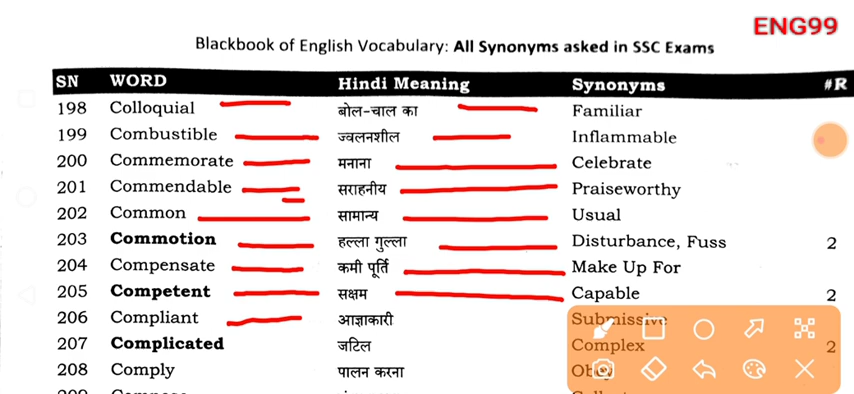 ENG99
Blackbook of English Vocabulary: All Synonyms asked in SSC Exams
SN WORD Hindi Meaning Synonyms #R
198 Colloquial बोल-चाल का Familiar
199 Combustible ज्वलनशील Inflammable
200 Commemorate मनाना Celebrate
201 Commendable सराहनीय Praiseworthy
202 Common सामान्य Usual
203 Commotion हल्ला गुल्ला Disturbance, Fuss 2
204 Compensate कमी पूर्ति Make Up For
205 Competent सक्षम Capable 2
206 Compliant आज्ञाकारी Submissive
207 Complicated जटिल Complex 2
208 Comply पालन करना